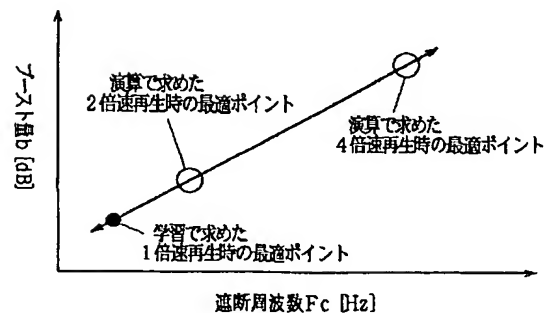 ブースト量b [dB]
演算で求めた
2倍速再生時の最適ポイント
演算で求めた
4倍速再生時の最適ポイント
学習で求めた
1倍速再生時の最適ポイント
遮断周波数Fc [Hz]